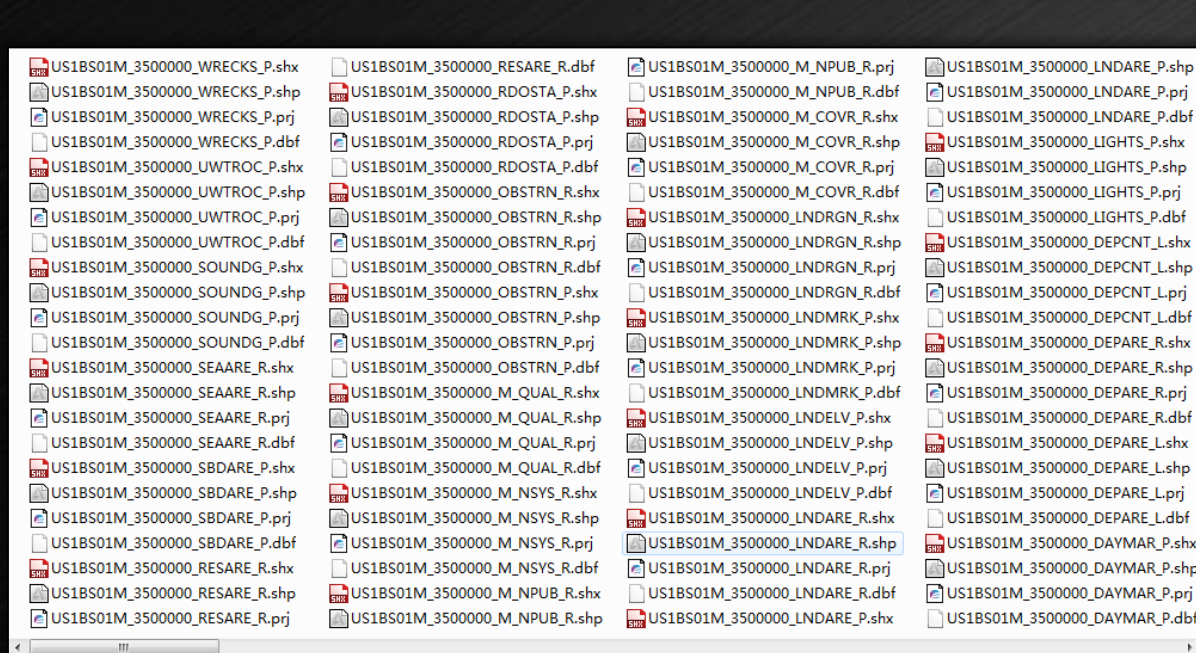 US1BS01M_3500000_WRECKS_P.shx
US1BS01M_3500000_WRECKS_P.shp
US1BS01M_3500000_WRECKS_P.prj
US1BS01M_3500000_WRECKS_P.dbf
US1BS01M_3500000_UWTROC_P.shx
US1BS01M_3500000_UWTROC_P.shp
US1BS01M_3500000_UWTROC_P.prj
US1BS01M_3500000_UWTROC_P.dbf
US1BS01M_3500000_SOUNDG_P.shx
US1BS01M_3500000_SOUNDG_P.shp
US1BS01M_3500000_SOUNDG_P.prj
US1BS01M_3500000_SOUNDG_P.dbf
US1BS01M_3500000_SEAARE_R.shx
US1BS01M_3500000_SEAARE_R.shp
US1BS01M_3500000_SEAARE_R.prj
US1BS01M_3500000_SEAARE_R.dbf
US1BS01M_3500000_SBDARE_P.shx
US1BS01M_3500000_SBDARE_P.shp
US1BS01M_3500000_SBDARE_P.prj
US1BS01M_3500000_SBDARE_P.dbf
US1BS01M_3500000_RESARE_R.shx
US1BS01M_3500000_RESARE_R.shp
US1BS01M_3500000_RESARE_R.prj
US1BS01M_3500000_RESARE_R.dbf
US1BS01M_3500000_RDOSTA_P.shx
US1BS01M_3500000_RDOSTA_P.shp
US1BS01M_3500000_RDOSTA_P.prj
US1BS01M_3500000_RDOSTA_P.dbf
US1BS01M_3500000_OBSTRN_R.shx
US1BS01M_3500000_OBSTRN_R.shp
US1BS01M_3500000_OBSTRN_R.prj
US1BS01M_3500000_OBSTRN_R.dbf
US1BS01M_3500000_OBSTRN_P.shx
US1BS01M_3500000_OBSTRN_P.shp
US1BS01M_3500000_OBSTRN_P.prj
US1BS01M_3500000_OBSTRN_P.dbf
US1BS01M_3500000_M_QUAL_R.shx
US1BS01M_3500000_M_QUAL_R.shp
US1BS01M_3500000_M_QUAL_R.prj
US1BS01M_3500000_M_QUAL_R.dbf
US1BS01M_3500000_M_NSYS_R.shx
US1BS01M_3500000_M_NSYS_R.shp
US1BS01M_3500000_M_NSYS_R.prj
US1BS01M_3500000_M_NSYS_R.dbf
US1BS01M_3500000_M_NPUB_R.shx
US1BS01M_3500000_M_NPUB_R.shp
US1BS01M_3500000_M_NPUB_R.prj
US1BS01M_3500000_M_NPUB_R.dbf
US1BS01M_3500000_M_COVR_R.shx
US1BS01M_3500000_M_COVR_R.shp
US1BS01M_3500000_M_COVR_R.prj
US1BS01M_3500000_M_COVR_R.dbf
US1BS01M_3500000_LNDRGN_R.shx
US1BS01M_3500000_LNDRGN_R.shp
US1BS01M_3500000_LNDRGN_R.prj
US1BS01M_3500000_LNDRGN_R.dbf
US1BS01M_3500000_LNDMRK_P.shx
US1BS01M_3500000_LNDMRK_P.shp
US1BS01M_3500000_LNDMRK_P.prj
US1BS01M_3500000_LNDMRK_P.dbf
US1BS01M_3500000_LNDELV_P.shx
US1BS01M_3500000_LNDELV_P.shp
US1BS01M_3500000_LNDELV_P.prj
US1BS01M_3500000_LNDELV_P.dbf
US1BS01M_3500000_LNDARE_R.shx
US1BS01M_3500000_LNDARE_R.shp
US1BS01M_3500000_LNDARE_R.prj
US1BS01M_3500000_LNDARE_R.dbf
US1BS01M_3500000_LNDARE_P.shx
US1BS01M_3500000_LNDARE_P.shp
US1BS01M_3500000_LNDARE_P.prj
US1BS01M_3500000_LNDARE_P.dbf
US1BS01M_3500000_LIGHTS_P.shx
US1BS01M_3500000_LIGHTS_P.shp
US1BS01M_3500000_LIGHTS_P.prj
US1BS01M_3500000_LIGHTS_P.dbf
US1BS01M_3500000_DEPCNT_L.shx
US1BS01M_3500000_DEPCNT_L.shp
US1BS01M_3500000_DEPCNT_L.prj
US1BS01M_3500000_DEPCNT_L.dbf
US1BS01M_3500000_DEPARE_R.shx
US1BS01M_3500000_DEPARE_R.shp
US1BS01M_3500000_DEPARE_R.prj
US1BS01M_3500000_DEPARE_R.dbf
US1BS01M_3500000_DEPARE_L.shx
US1BS01M_3500000_DEPARE_L.shp
US1BS01M_3500000_DEPARE_L.prj
US1BS01M_3500000_DEPARE_L.dbf
US1BS01M_3500000_DAYMAR_P.shx
US1BS01M_3500000_DAYMAR_P.shp
US1BS01M_3500000_DAYMAR_P.prj
US1BS01M_3500000_DAYMAR_P.dbf